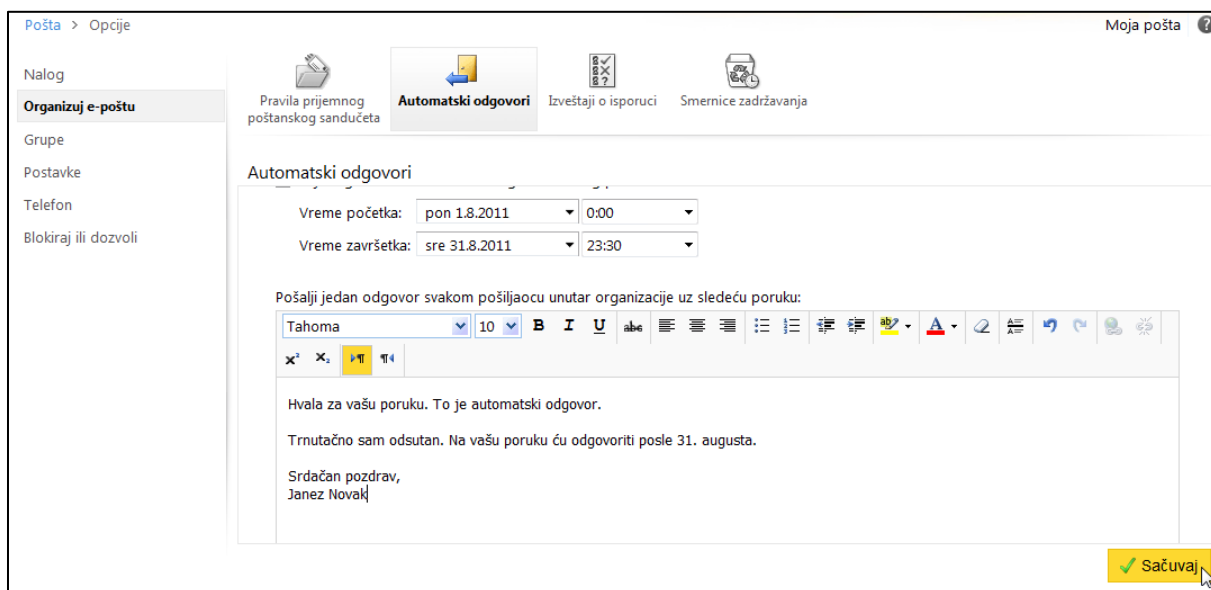 Pošta > Opcije
Moja pošta
Nalog
Organizuj e-poštu
Grupe
Postavke
Telefon
Blokiraj ili dozvoli
Pravila prijemnog
poštanskog sandučeta
Automatski odgovori
Izveštaji o isporuci
Smernice zadržavanja
Automatski odgovori
Vreme početka: pon 1.8.2011 0:00
Vreme završetka: sre 31.8.2011 23:30
Pošalji jedan odgovor svakom pošiljaocu unutar organizacije uz sledeću poruku:
Tahoma 10 B I U abc ab A
x² x₂
Hvala za vašu poruku. To je automatski odgovor.
Trnutačno sam odsutan. Na vašu poruku ću odgovoriti posle 31. augusta.
Srdačan pozdrav,
Janez Novak
Sačuvaj